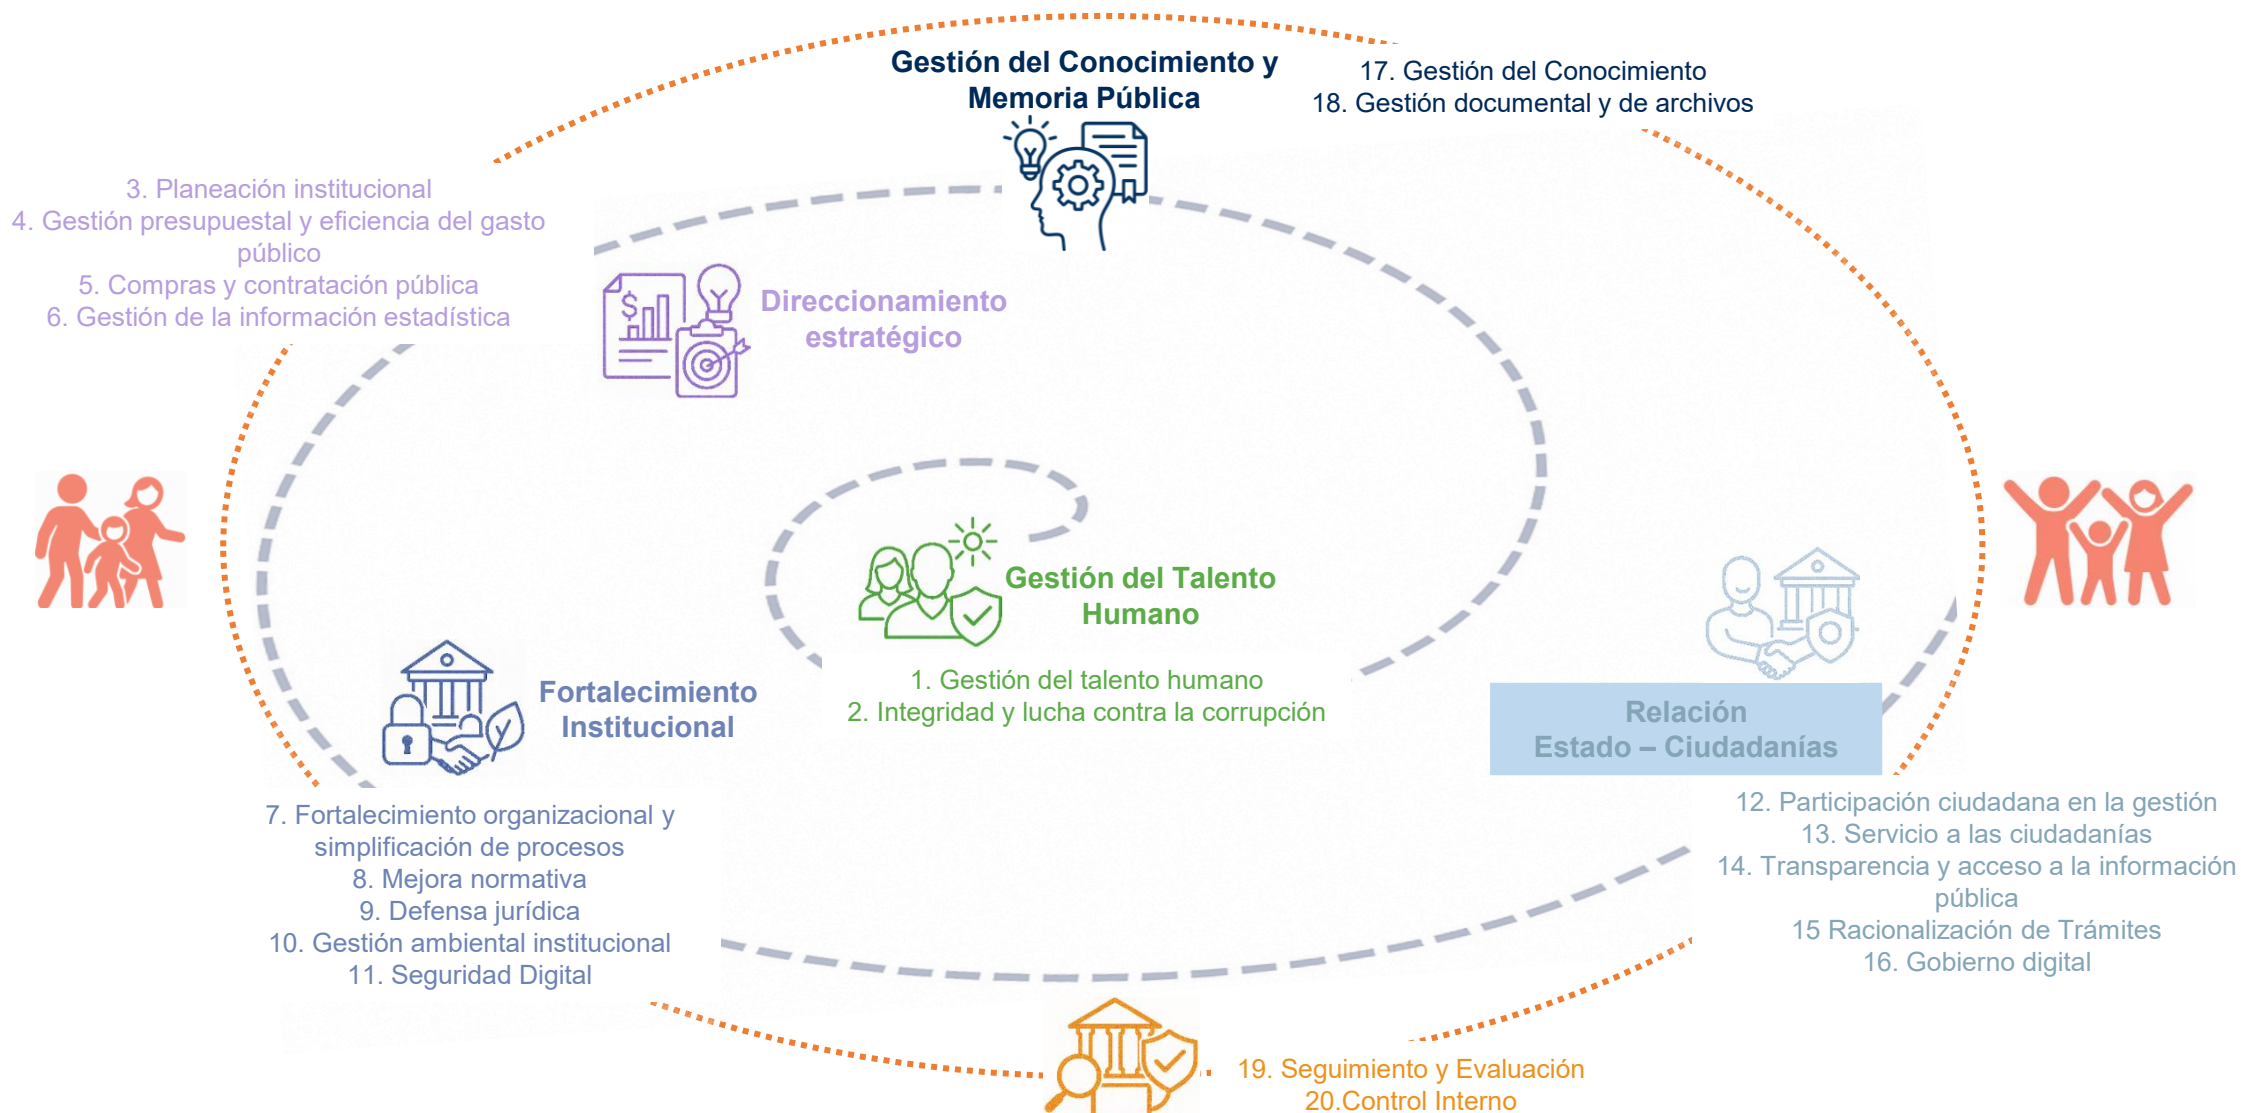 Gestión del Conocimiento y
Memoria Pública
17. Gestión del Conocimiento
18. Gestión documental y de archivos
3. Planeación institucional
4. Gestión presupuestal y eficiencia del gasto
público
5. Compras y contratación pública
6. Gestión de la información estadística
$
Direccionamiento
estratégico
Gestión del Talento
Humano
1. Gestión del talento humano
2. Integridad y lucha contra la corrupción
Fortalecimiento
Institucional
7. Fortalecimiento organizacional y
simplificación de procesos
8. Mejora normativa
9. Defensa jurídica
10. Gestión ambiental institucional
11. Seguridad Digital
Relación
Estado – Ciudadanías
12. Participación ciudadana en la gestión
13. Servicio a las ciudadanías
14. Transparencia y acceso a la información
pública
15 Racionalización de Trámites
16. Gobierno digital
19. Seguimiento y Evaluación
20.Control Interno